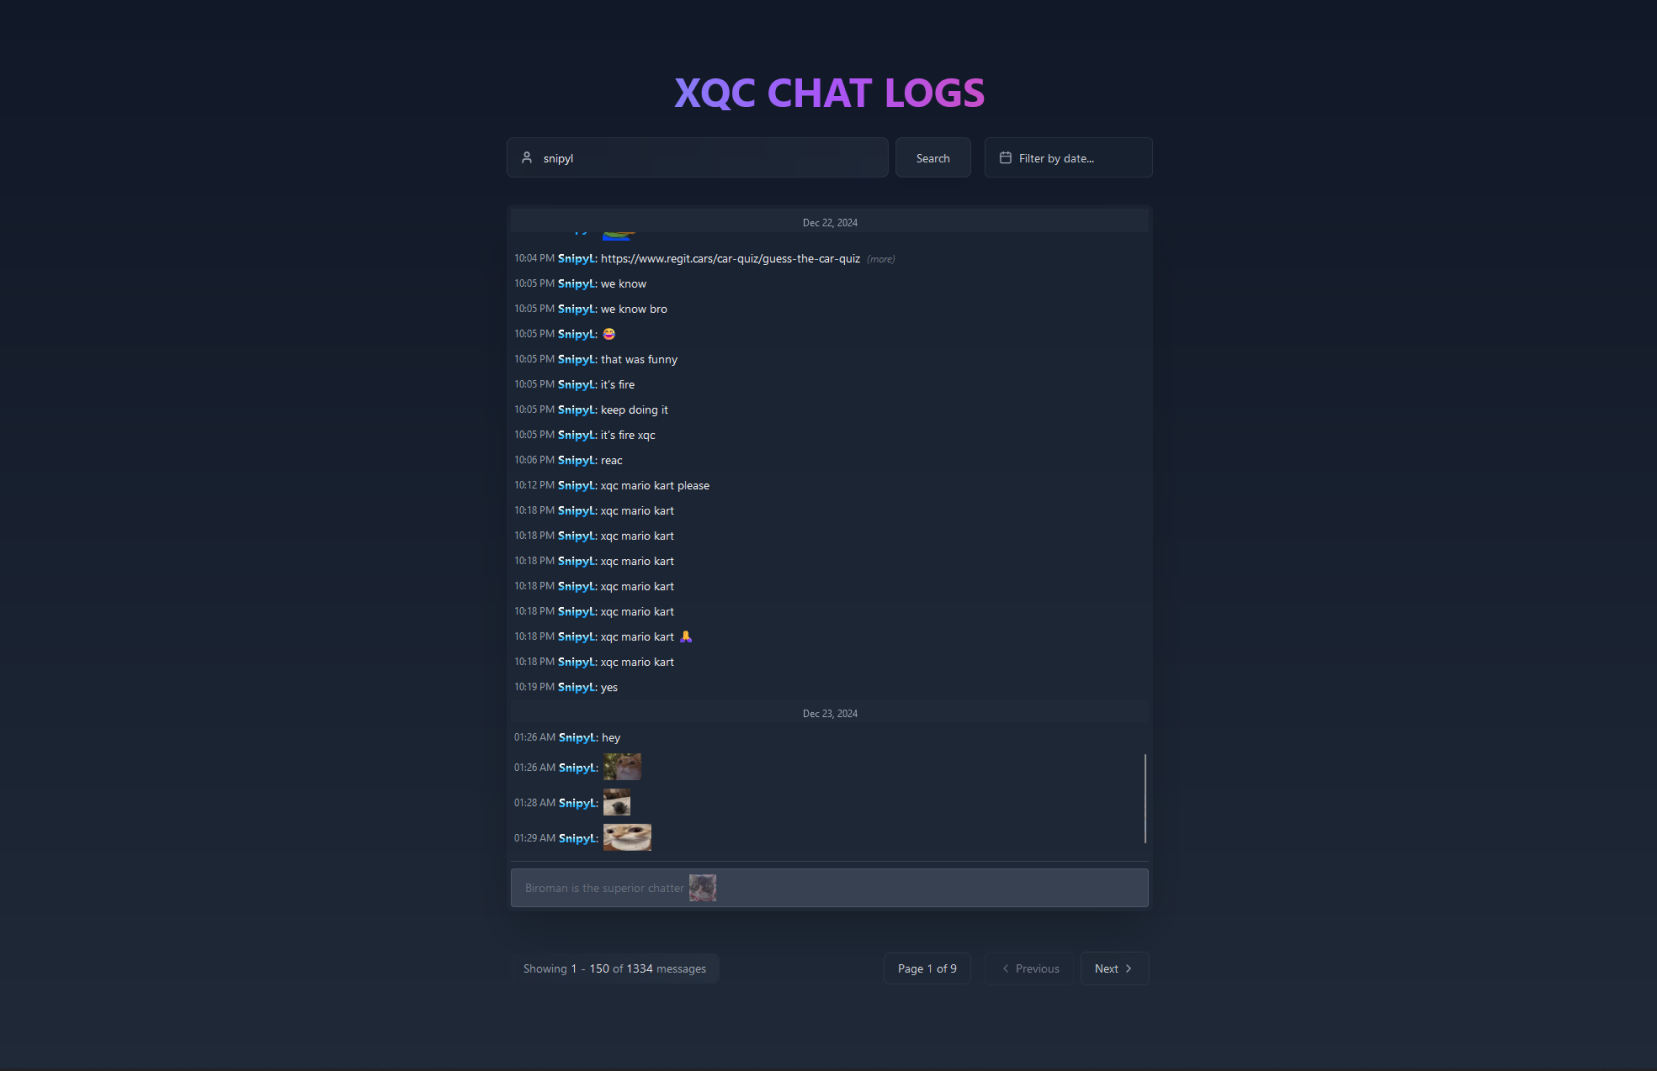 XQC CHAT LOGS
snipyl
Search
Filter by date...
Dec 22, 2024
10:04 PM SnipyL: https://www.regit.cars/car-quiz/guess-the-car-quiz (more)
10:05 PM SnipyL: we know
10:05 PM SnipyL: we know bro
10:05 PM SnipyL: 😂
10:05 PM SnipyL: that was funny
10:05 PM SnipyL: it's fire
10:05 PM SnipyL: keep doing it
10:05 PM SnipyL: it's fire xqc
10:06 PM SnipyL: reac
10:12 PM SnipyL: xqc mario kart please
10:18 PM SnipyL: xqc mario kart
10:18 PM SnipyL: xqc mario kart
10:18 PM SnipyL: xqc mario kart
10:18 PM SnipyL: xqc mario kart
10:18 PM SnipyL: xqc mario kart
10:18 PM SnipyL: xqc mario kart 🙏
10:18 PM SnipyL: xqc mario kart
10:19 PM SnipyL: yes
Dec 23, 2024
01:26 AM SnipyL: hey
01:26 AM SnipyL:
01:28 AM SnipyL:
01:29 AM SnipyL:
Biroman is the superior chatter
Showing 1 - 150 of 1334 messages
Page 1 of 9
Previous
Next